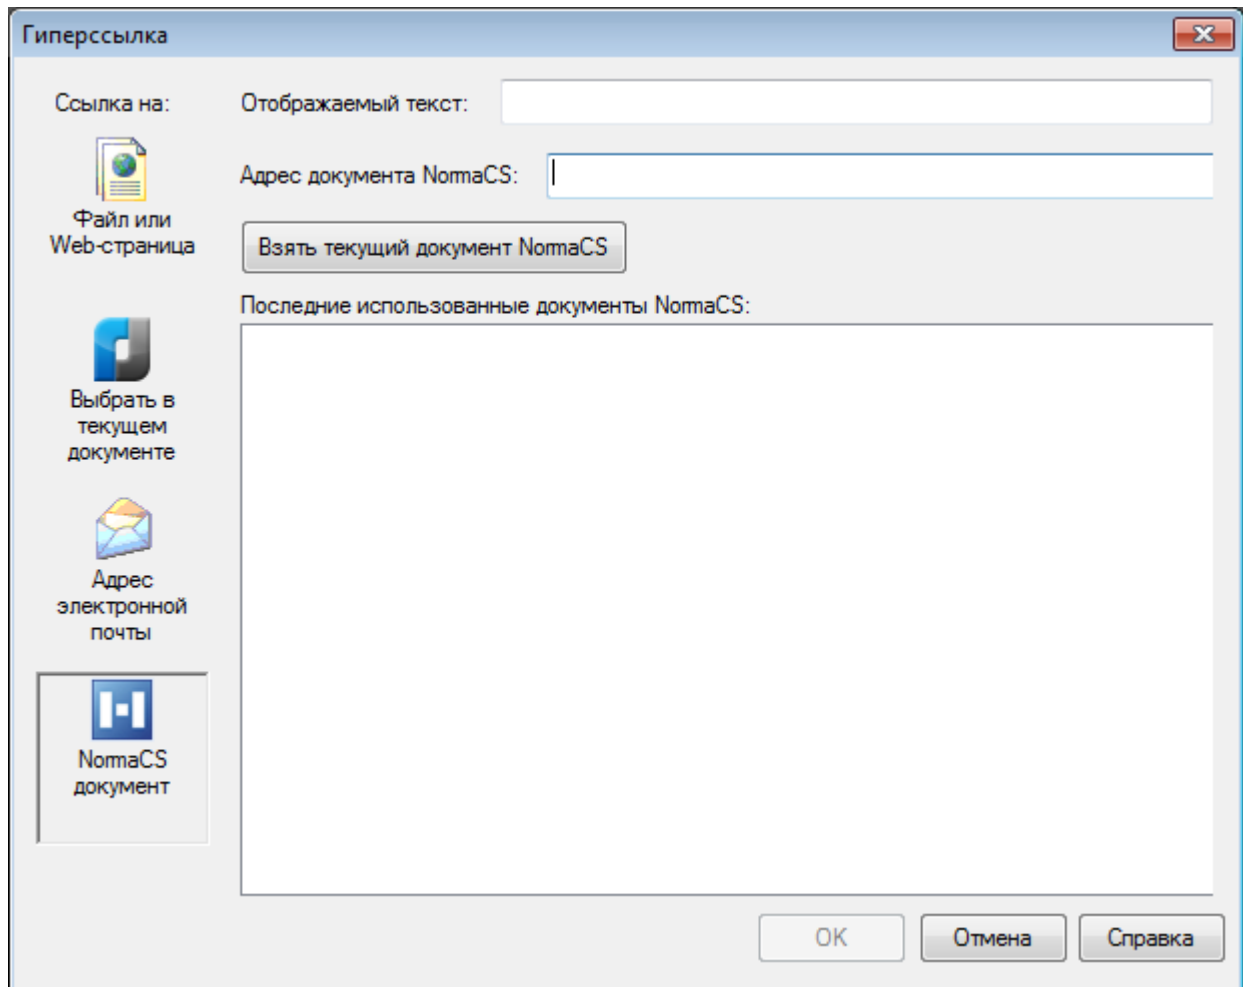 Гиперссылка
Ссылка на:
Отображаемый текст:
Файл или
Web-страница
Адрес документа NormaCS:
Взять текущий документ NormaCS
Последние использованные документы NormaCS:
Выбрать в
текущем
документе
Адрес
электронной
почты
NormaCS
документ
OK
Отмена
Справка